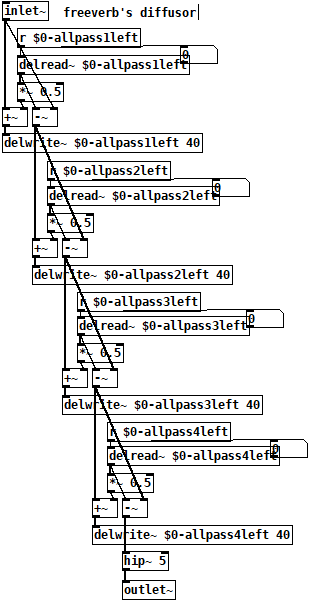 inlet~ freeverb's diffusor
r $0-allpass1left
0
delread~ $0-allpass1left
*~ 0.5
+~ -~
delwrite~ $0-allpass1left 40
r $0-allpass2left
0
delread~ $0-allpass2left
*~ 0.5
+~ -~
delwrite~ $0-allpass2left 40
r $0-allpass3left
0
delread~ $0-allpass3left
*~ 0.5
+~ -~
delwrite~ $0-allpass3left 40
r $0-allpass4left
0
delread~ $0-allpass4left
*~ 0.5
+~ -~
delwrite~ $0-allpass4left 40
hip~ 5
outlet~